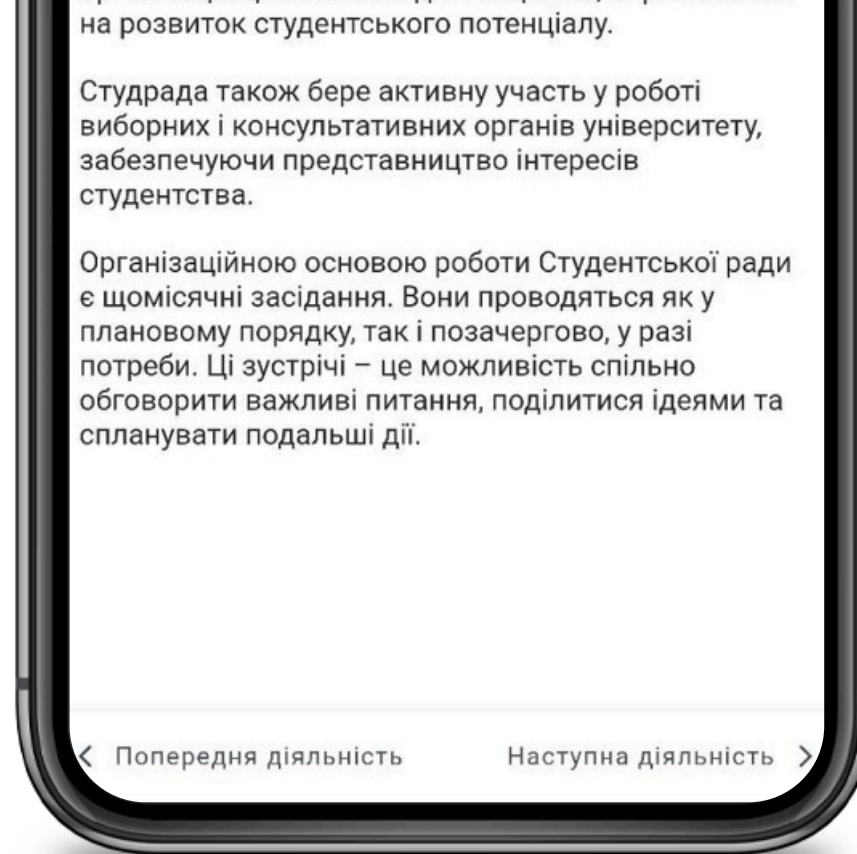 на розвиток студентського потенціалу.
Студрада також бере активну участь у роботі
виборних і консультативних органів університету,
забезпечуючи представництво інтересів
студентства.
Організаційною основою роботи Студентської ради
є щомісячні засідання. Вони проводяться як у
плановому порядку, так і позачергово, у разі
потреби. Ці зустрічі – це можливість спільно
обговорити важливі питання, поділитися ідеями та
спланувати подальші дії.
Попередня діяльність
Наступна діяльність